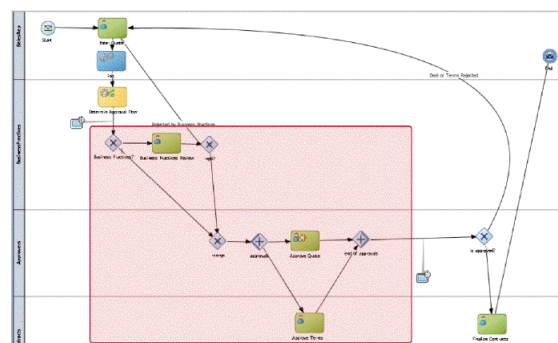 SalesRep
Start
Enter Quote
End
Deal or Terms Rejected
Determine Approval Flow
BusinessPractices
Rejected by Business Practices
Business Practices?
Business Practices Review
Approvers
merge
approvals
Approve Quote
end of approvals
is approved?
Approve Terms
Finalize Contracts